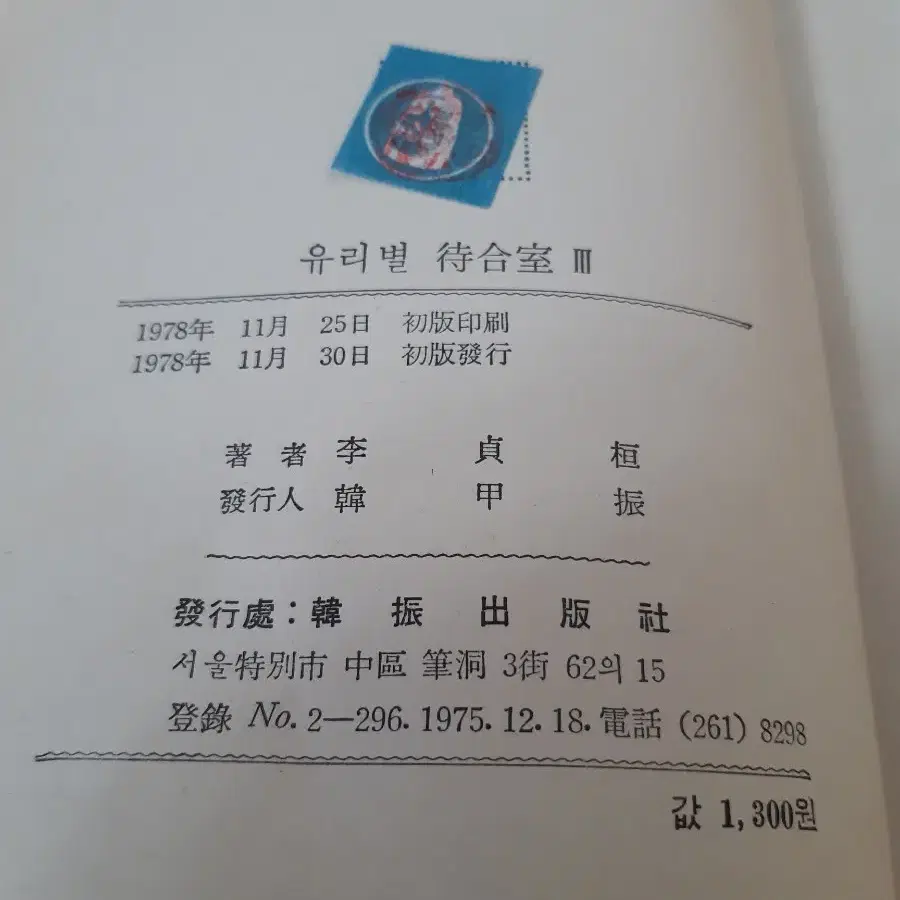 유리별 待合室 Ⅲ
1978年 11月 25日 初版印刷
1978年 11月 30日 初版發行
著者 李貞桓
發行人 韓甲振
發行處: 韓振出版社
서울特別市 中區 筆洞 3街 62의 15
登錄 No. 2—296. 1975. 12. 18. 電話 (261) 8298
값 1,300원